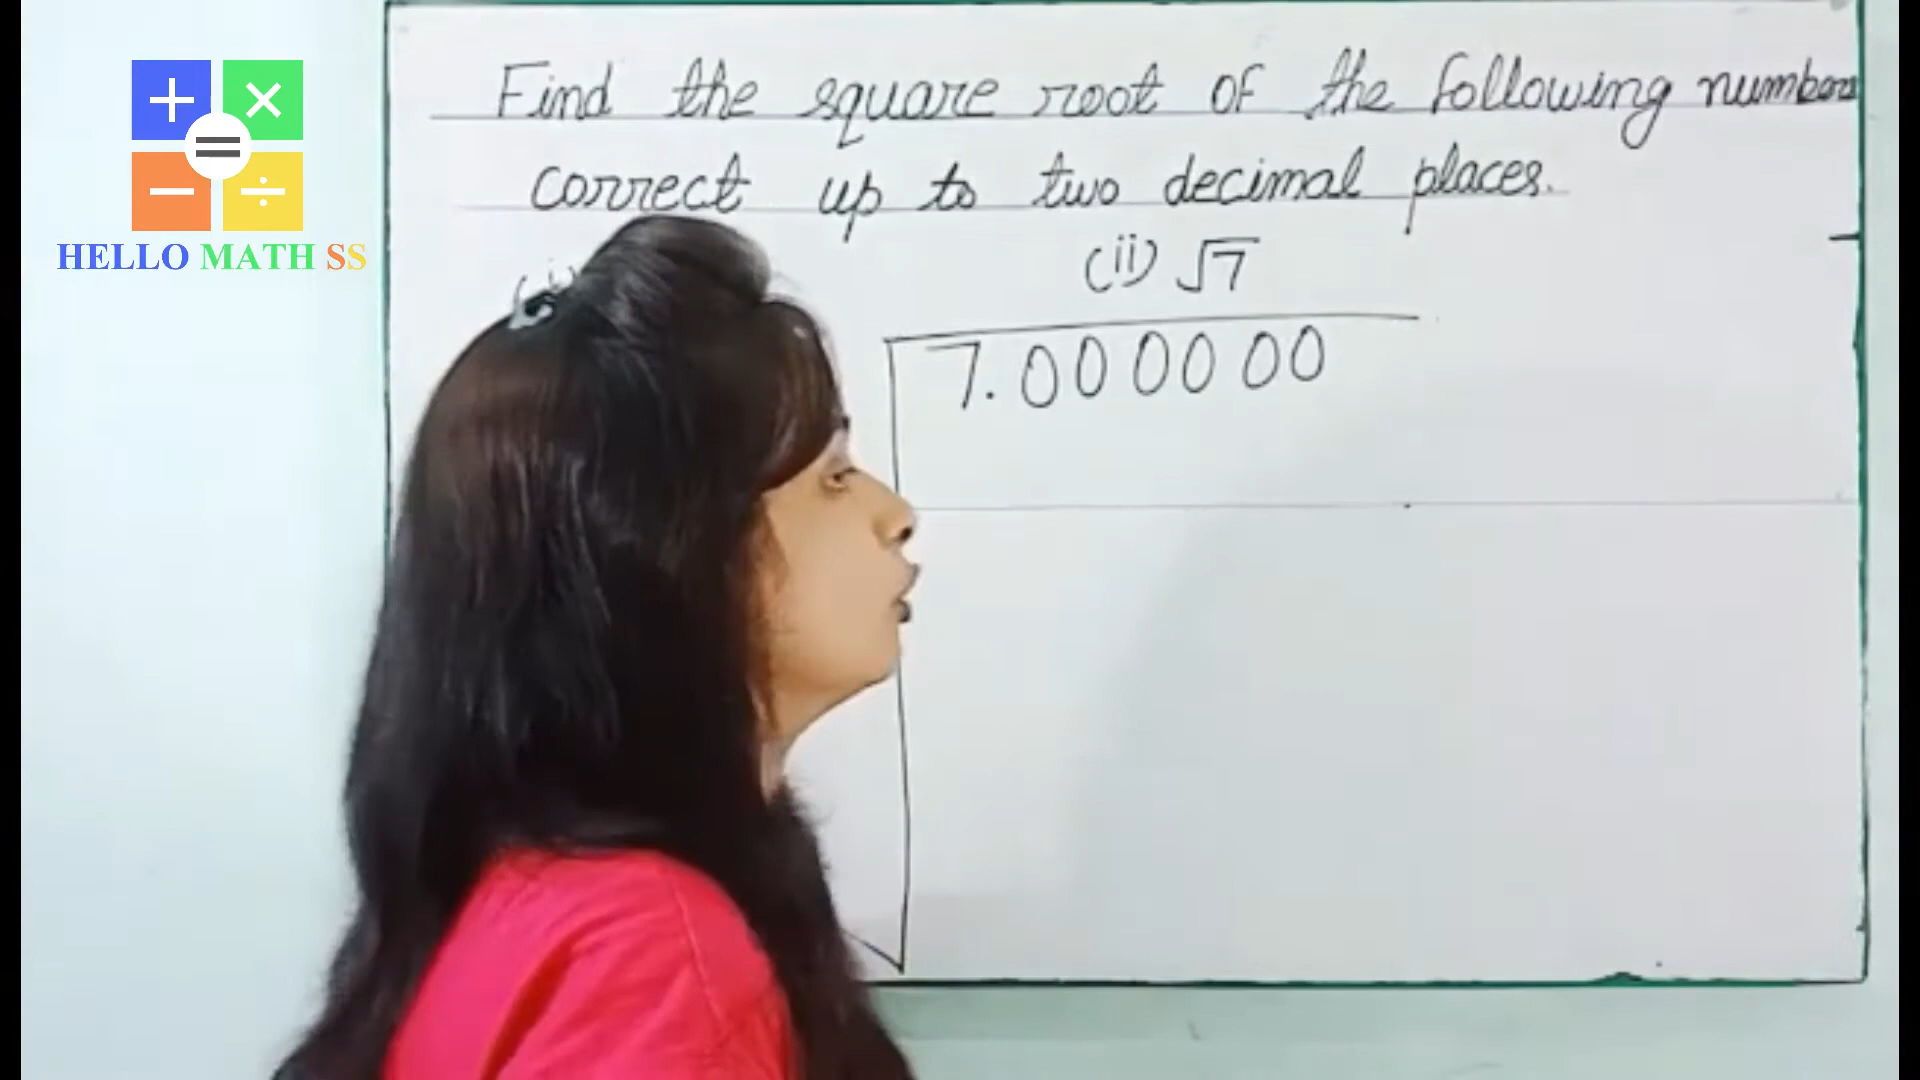 Find the square root of the following numbers
correct up to two decimal places.
HELLO MATH SS
(ii) √7
7.000000